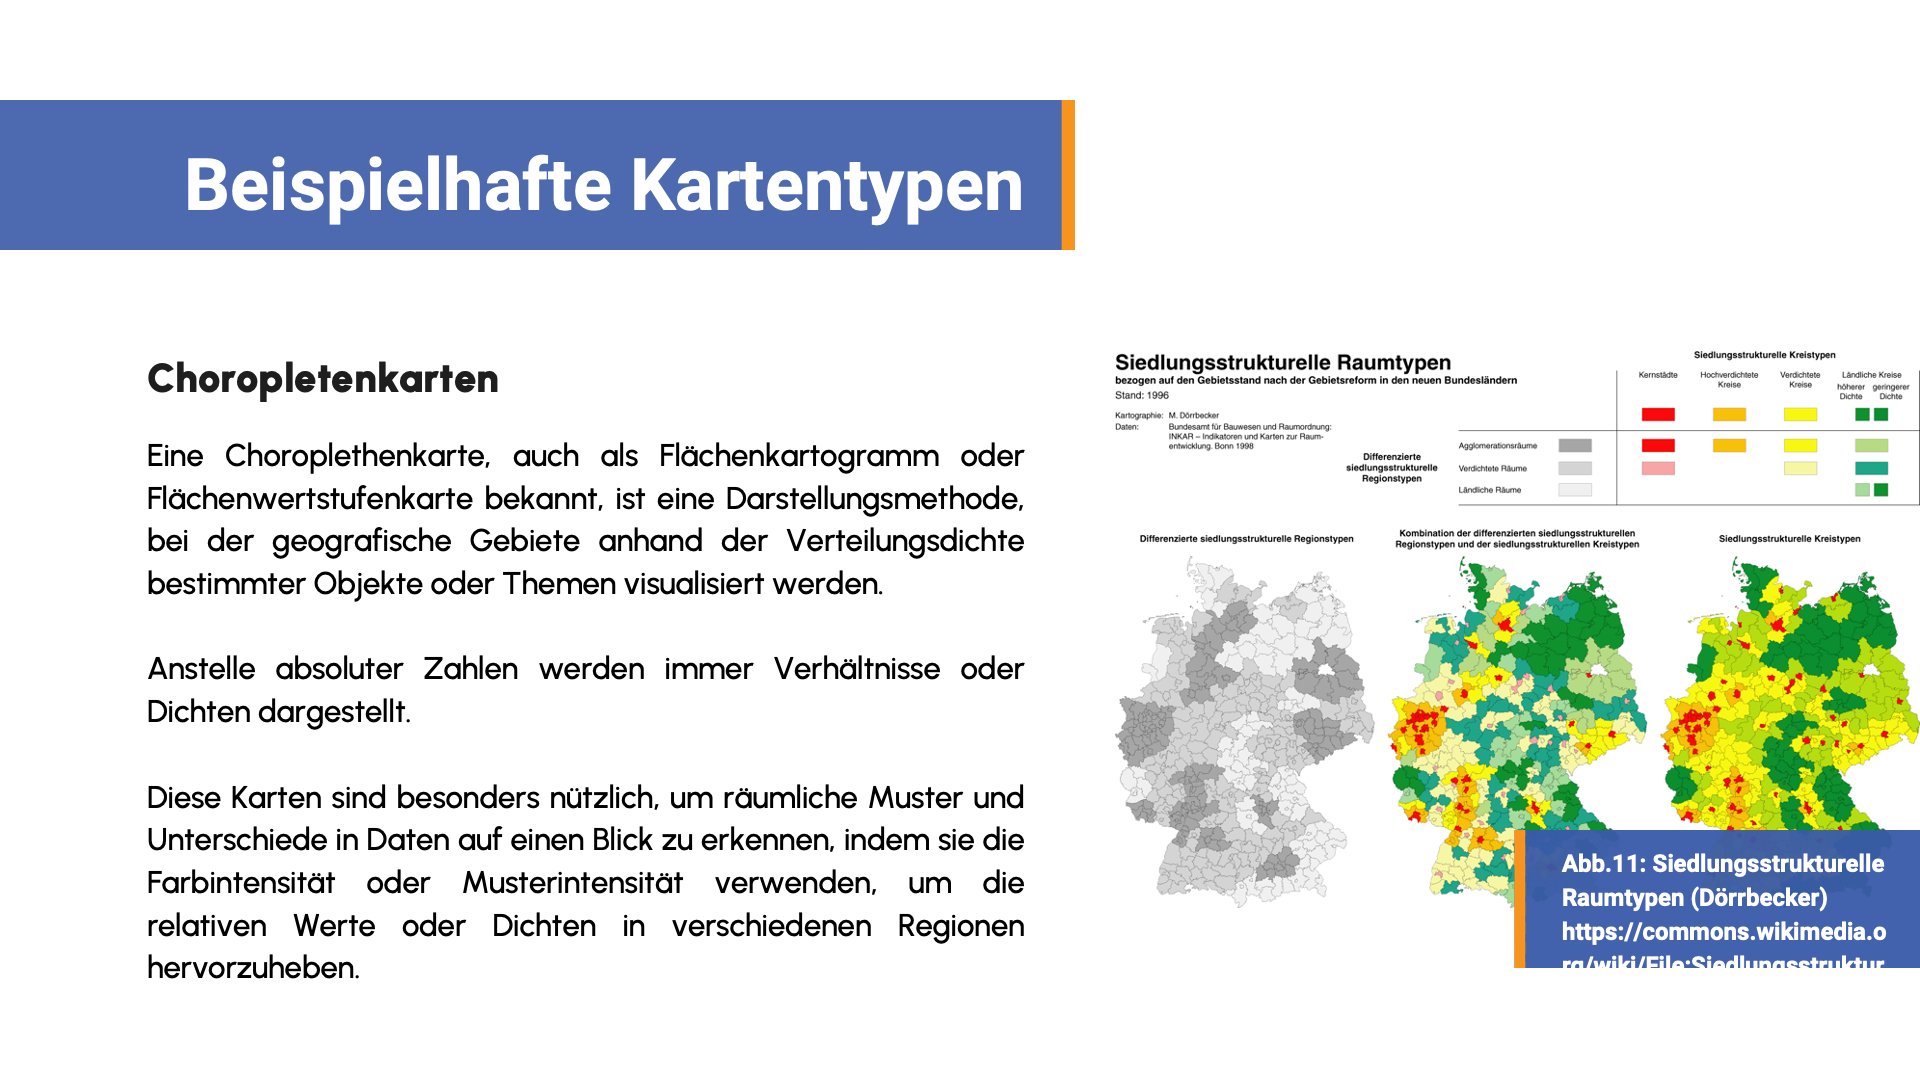 Beispielhafte Kartentypen
Choropletenkarten
Eine Choroplethenkarte, auch als Flächenkartogramm oder
Flächenwertstufenkarte bekannt, ist eine Darstellungsmethode,
bei der geografische Gebiete anhand der Verteilungsdichte
bestimmter Objekte oder Themen visualisiert werden.
Anstelle absoluter Zahlen werden immer Verhältnisse oder
Dichten dargestellt.
Diese Karten sind besonders nützlich, um räumliche Muster und
Unterschiede in Daten auf einen Blick zu erkennen, indem sie die
Farbintensität oder Musterintensität verwenden, um die
relativen Werte oder Dichten in verschiedenen Regionen
hervorzuheben.
Siedlungsstrukturelle Raumtypen
bezogen auf den Gebietsstand nach der Gebietsreform in den neuen Bundesländern
Stand: 1996
Kartographie: M. Dörrbecker
Daten: Bundesamt für Bauwesen und Raumordnung:
INKAR – Indikatoren und Karten zur Raum-
entwicklung. Bonn 1998
Siedlungsstrukturelle Kreistypen
Kernstädte Hochverdichtete Verdichtete Ländliche Kreise
Kreise Kreise höherer geringerer
Dichte Dichte
Differenzierte
siedlungsstrukturelle
Regionstypen
Agglomerationsräume
Verdichtete Räume
Ländliche Räume
Differenzierte siedlungsstrukturelle Regionstypen
Kombination der differenzierten siedlungsstrukturellen
Regionstypen und der siedlungsstrukturellen Kreistypen
Siedlungsstrukturelle Kreistypen
Abb.11: Siedlungsstrukturelle
Raumtypen (Dörrbecker)
https://commons.wikimedia.o
rg/wiki/File:Siedlungsstruktur